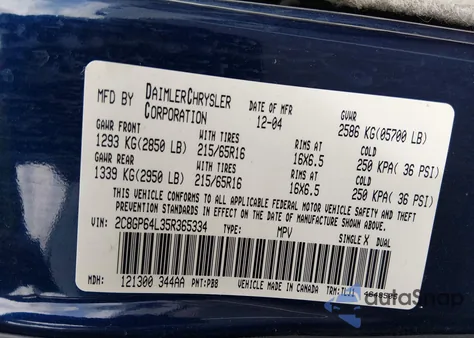 MFD BY DAIMLERCHRYSLER CORPORATION DATE OF MFR 12-04 GVWR 2586 KG(05700 LB)
GAWR FRONT WITH TIRES RIMS AT COLD
1293 KG(2850 LB) 215/65R16 16X6.5 250 KPA( 36 PSI)
GAWR REAR WITH TIRES RIMS AT COLD
1339 KG(2950 LB) 215/65R16 16X6.5 250 KPA( 36 PSI)
THIS VEHICLE CONFORMS TO ALL APPLICABLE FEDERAL MOTOR VEHICLE SAFETY AND THEFT
PREVENTION STANDARDS IN EFFECT ON THE DATE OF MANUFACTURE SHOWN ABOVE.
VIN: 2C8GP64L35R365334 TYPE: MPV SINGLE X DUAL
MDH: 121300 344AA PNT:PB8 VEHICLE MADE IN CANADA TRM:
autoSnap